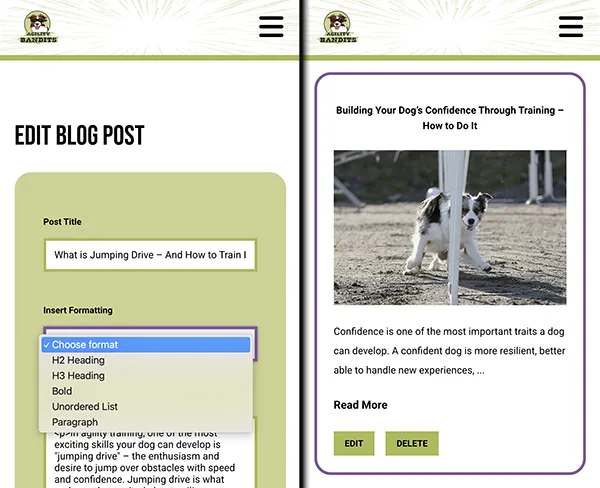 AGILITY
BANDITS
EDIT BLOG POST
Post Title
What is Jumping Drive – And How to Train
Insert Formatting
✓ Choose format
H2 Heading
H3 Heading
Bold
Unordered List
Paragraph
<p>In agility training, one of the most
exciting skills your dog can develop is
"jumping drive" – the enthusiasm and
desire to jump over obstacles with speed
and confidence. Jumping drive is what
AGILITY
BANDITS
Building Your Dog's Confidence Through Training –
How to Do It
Confidence is one of the most important traits a dog
can develop. A confident dog is more resilient, better
able to handle new experiences, ...
Read More
EDIT
DELETE